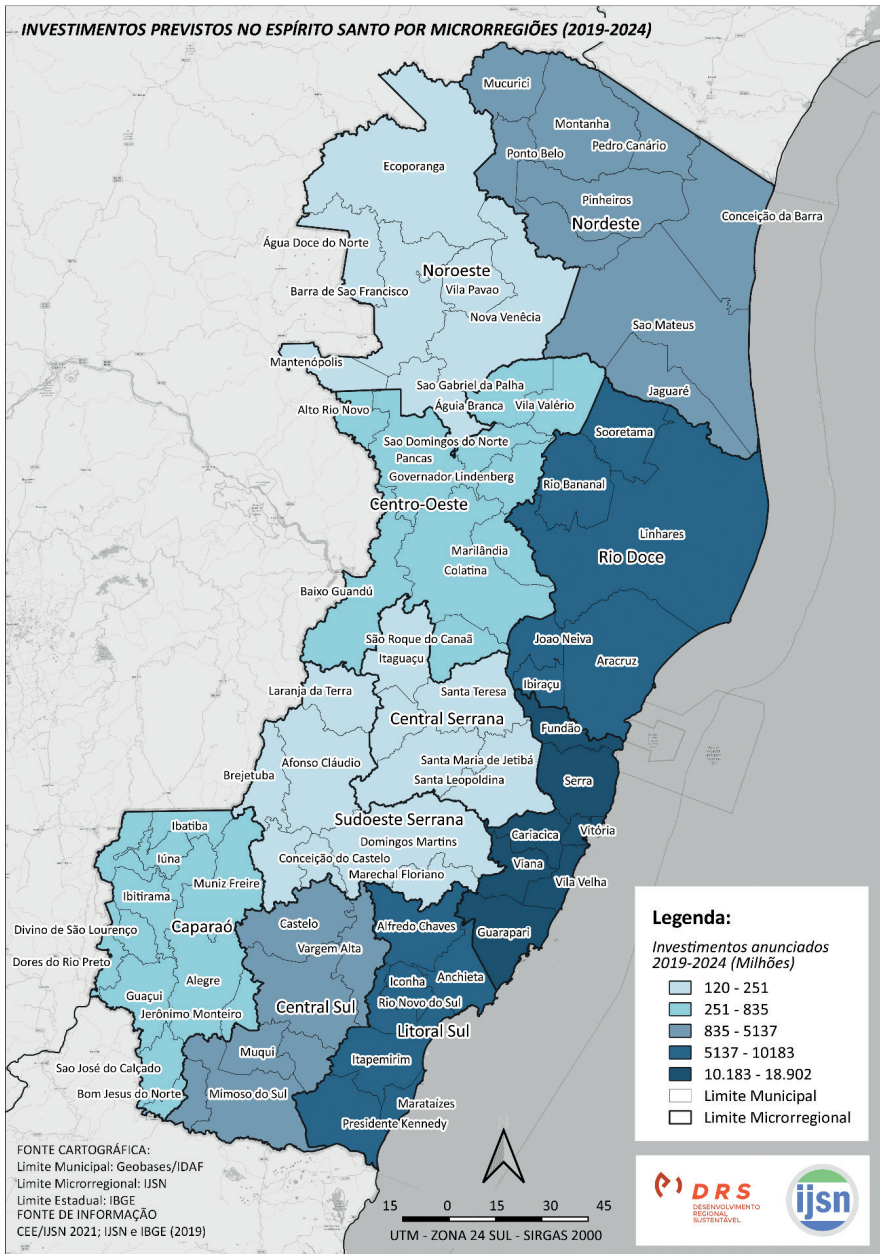 INVESTIMENTOS PREVISTOS NO ESPÍRITO SANTO POR MICRORREGIÕES (2019-2024)
Mucurici
Montanha
Pedro Canário
Ponto Belo
Ecoporanga
Pinheiros
Conceição da Barra
Nordeste
Água Doce do Norte
Noroeste
Vila Pavao
Barra de Sao Francisco
Nova Venêcia
Sao Mateus
Mantenópolis
Sao Gabriel da Palha
Jaguaré
Águia Branca
Vila Valério
Alto Rio Novo
Sooretama
Sao Domingos do Norte
Pancas
Governador Lindenberg
Rio Bananal
Centro-Oeste
Linhares
Marilândia
Rio Doce
Colatina
Baixo Guandú
São Roque do Canaã
Joao Neiva
Itaguaçu
Aracruz
Ibiraçu
Laranja da Terra
Santa Teresa
Central Serrana
Fundão
Afonso Cláudio
Santa Maria de Jetibá
Brejetuba
Santa Leopoldina
Serra
Sudoeste Serrana
Ibatiba
Domingos Martins
Cariacica
Vitória
Iúna
Conceição do Castelo
Viana
Marechal Floriano
Muniz Freire
Vila Velha
Ibitirama
Castelo
Alfredo Chaves
Guarapari
Divino de São Lourenço
Caparaó
Vargem Alta
Dores do Rio Preto
Alegre
Iconha
Anchieta
Guaçui
Central Sul
Rio Novo do Sul
Jerônimo Monteiro
Litoral Sul
Muqui
Itapemirim
Sao José do Calçado
Bom Jesus do Norte
Mimoso do Sul
Marataízes
Presidente Kennedy
Legenda:
Investimentos anunciados
2019-2024 (Milhões)
120 - 251
251 - 835
835 - 5137
5137 - 10183
10.183 - 18.902
Limite Municipal
Limite Microrregional
FONTE CARTOGRÁFICA:
Limite Municipal: Geobases/IDAF
Limite Microrregional: IJSN
Limite Estadual: IBGE
FONTE DE INFORMAÇÃO
CEE/IJSN 2021; IJSN e IBGE (2019)
N
15 0 15 30 45
UTM - ZONA 24 SUL - SIRGAS 2000
DRS
DESENVOLVIMENTO
REGIONAL
SUSTENTÁVEL
ijsn